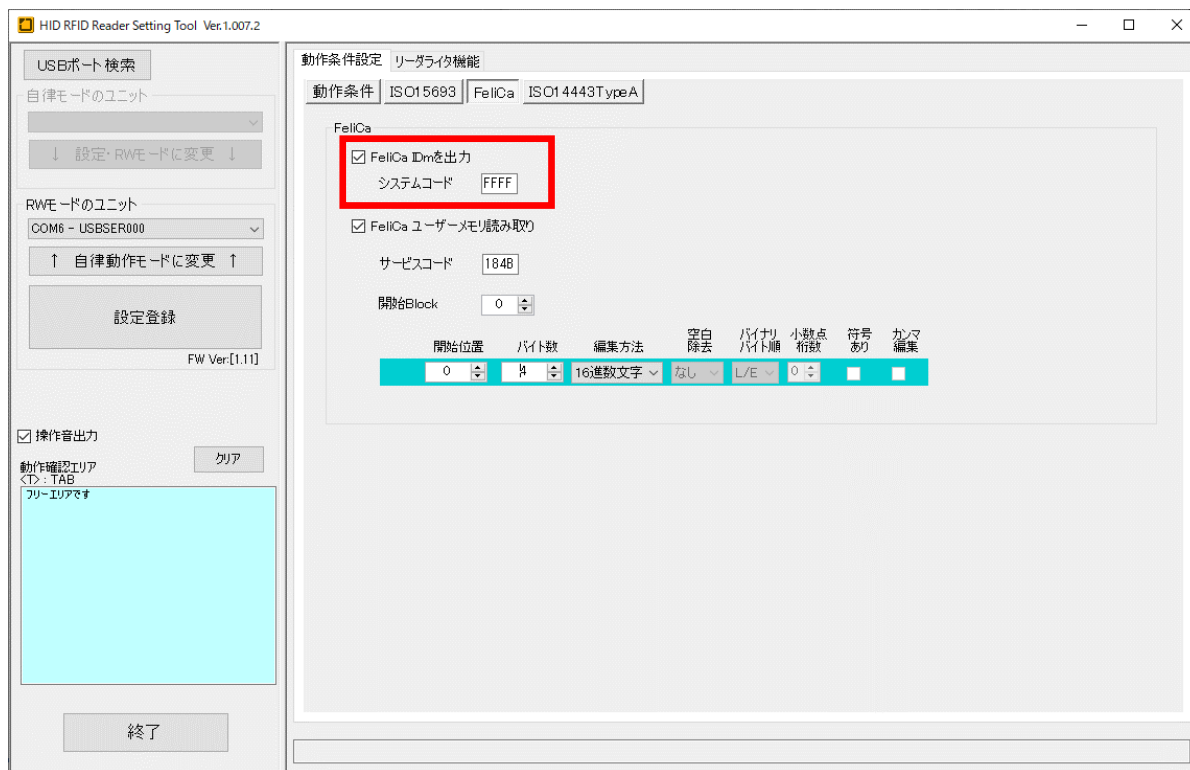 HID RFID Reader Setting Tool Ver.1.007.2
USBポート検索
自律モードのユニット
↓ 設定・RWモードに変更 ↓
RWモードのユニット
COM6 - USBSER000
↑ 自律動作モードに変更 ↑
設定登録
FW Ver:[1.11]
操作音出力
クリア
動作確認エリア
<T> : TAB
フリーエリアです
終了
動作条件設定 リーダライタ機能
動作条件 ISO15693 FeliCa ISO14443TypeA
FeliCa
FeliCa IDmを出力
システムコード FFFF
FeliCa ユーザーメモリ読み取り
サービスコード 184B
開始Block 0
開始位置 バイト数 編集方法 空白除去 バイナリバイト順 小数点桁数 符号あり カンマ編集
0 4 16進数文字 なし L/E 0